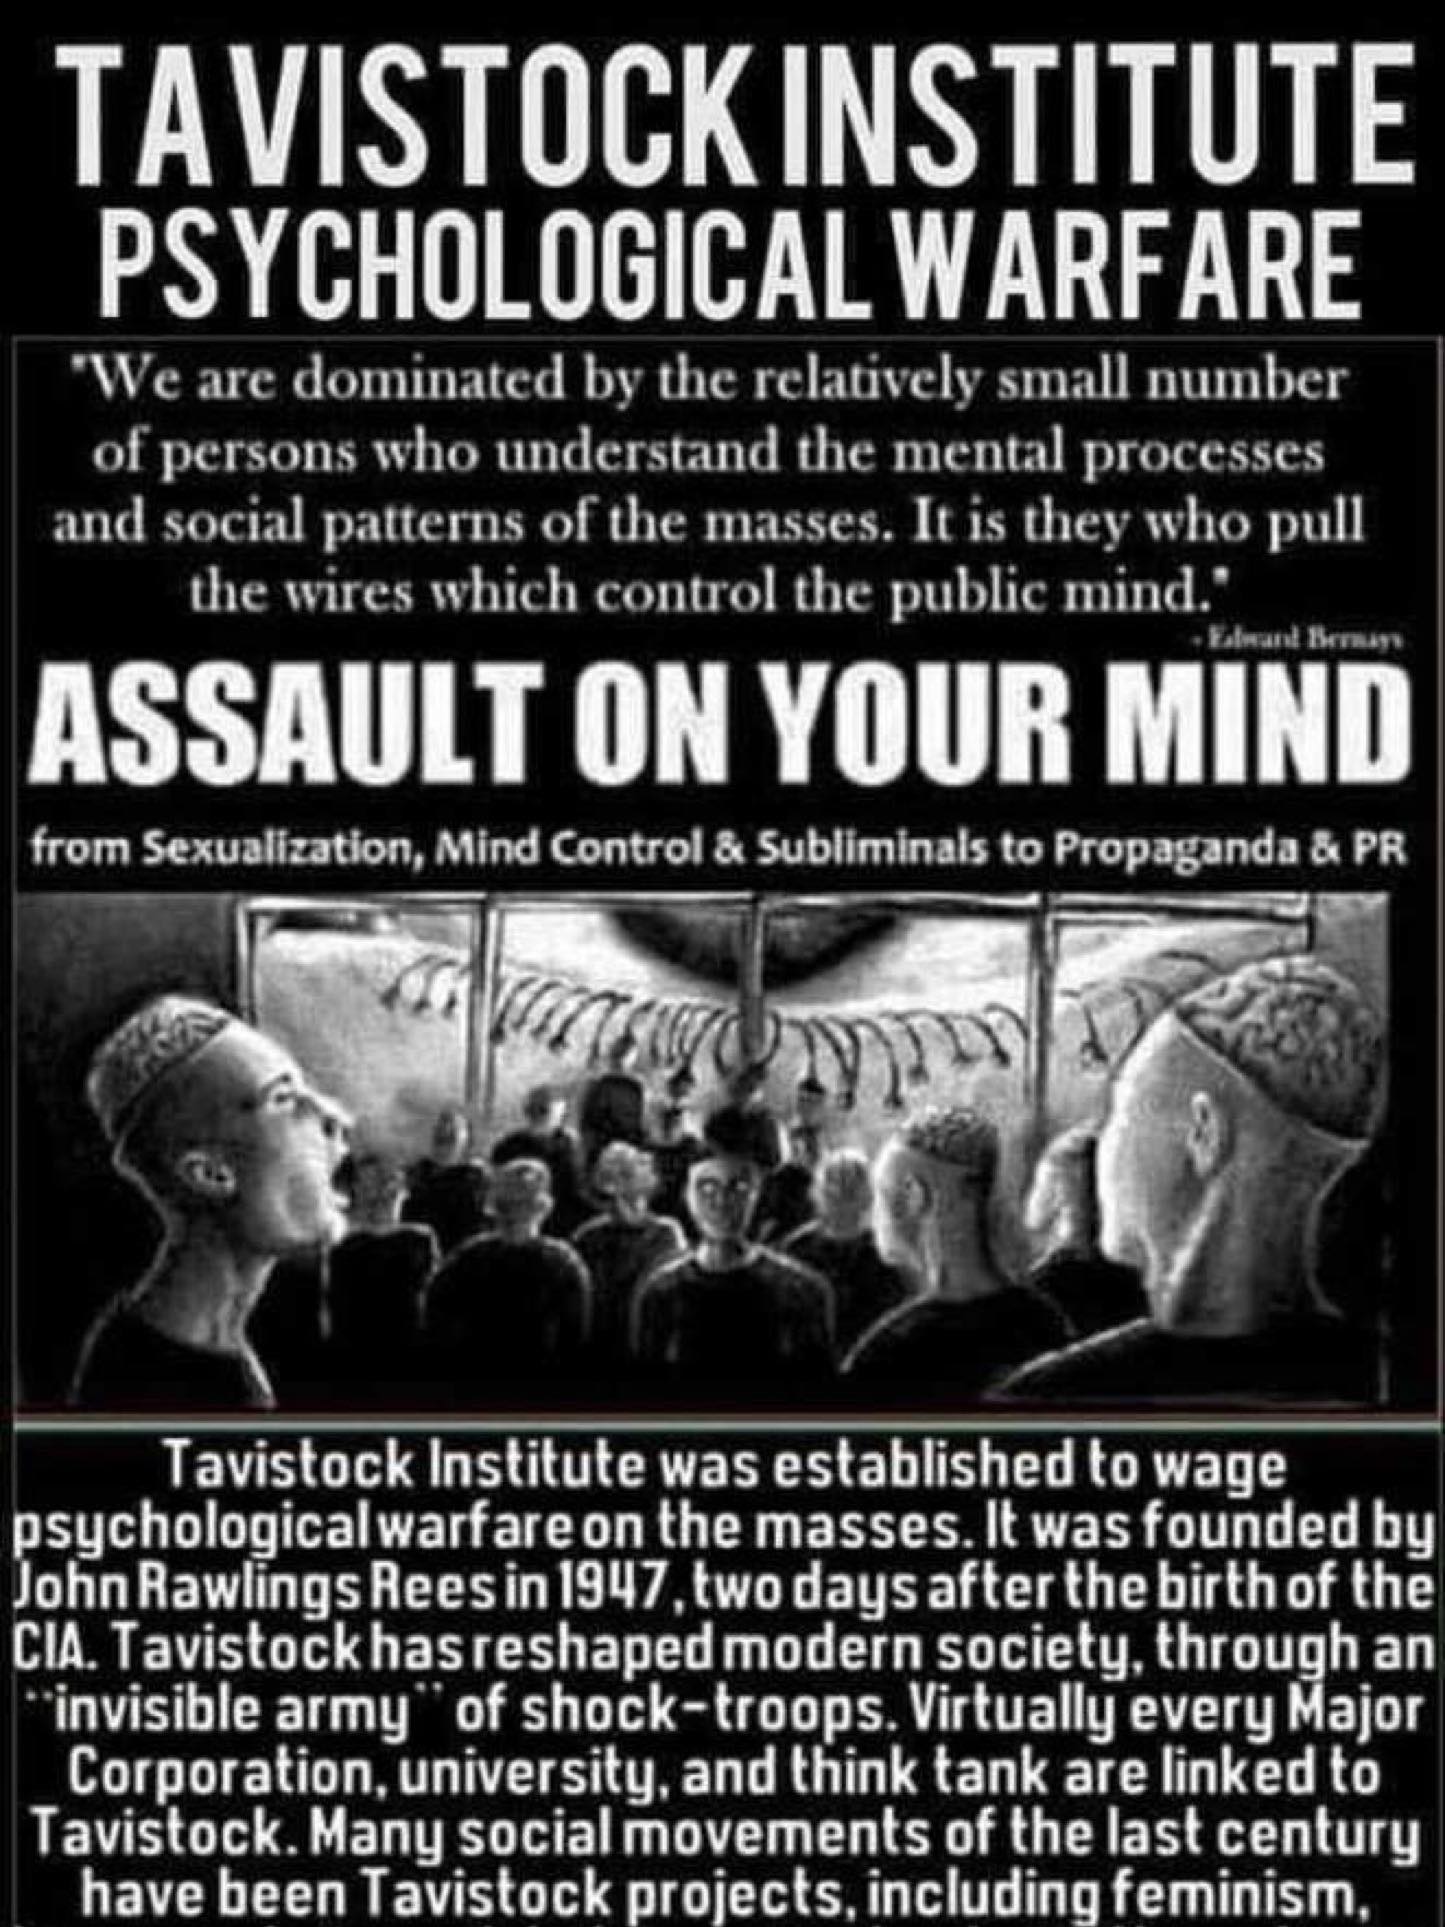 TAVISTOCK INSTITUTE
PSYCHOLOGICAL WARFARE
"We are dominated by the relatively small number
of persons who understand the mental processes
and social patterns of the masses. It is they who pull
the wires which control the public mind."
- Edward Bernays
ASSAULT ON YOUR MIND
from Sexualization, Mind Control & Subliminals to Propaganda & PR
Tavistock Institute was established to wage
psychological warfare on the masses. It was founded by
John Rawlings Rees in 1947, two days after the birth of the
CIA. Tavistock has reshaped modern society, through an
"invisible army" of shock-troops. Virtually every Major
Corporation, university, and think tank are linked to
Tavistock. Many social movements of the last century
have been Tavistock projects, including feminism,